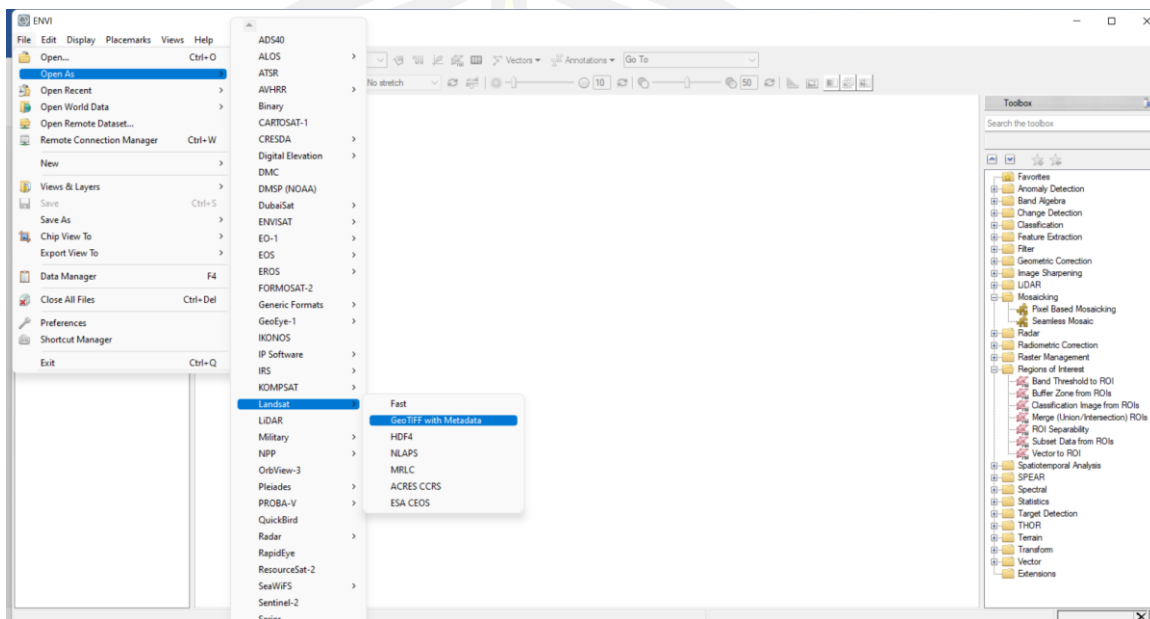 ENVI
File Edit Display Placemarks Views Help
Open... Ctrl+O
Open As
Open Recent
Open World Data
Open Remote Dataset...
Remote Connection Manager Ctrl+W
New
Views & Layers
Save Ctrl+S
Save As
Chip View To
Export View To
Data Manager F4
Close All Files Ctrl+Del
Preferences
Shortcut Manager
Exit Ctrl+Q
ADS40
ALOS
ATSR
AVHRR
Binary
CARTOSAT-1
CRESDA
Digital Elevation
DMC
DMSP (NOAA)
DubaiSat
ENVISAT
EO-1
EOS
EROS
FORMOSAT-2
Generic Formats
GeoEye-1
IKONOS
IP Software
IRS
KOMPSAT
Landsat
LiDAR
Military
NPP
OrbView-3
Pleiades
PROBA-V
QuickBird
Radar
RapidEye
ResourceSat-2
SeaWiFS
Sentinel-2
Fast
GeoTIFF with Metadata
HDF4
NLAPS
MRLC
ACRES CCRS
ESA CEOS
Vectors Annotations Go To
No stretch 10 50
Toolbox
Search the toolbox
Favorites
Anomaly Detection
Band Algebra
Change Detection
Classification
Feature Extraction
Filter
Geometric Correction
Image Sharpening
LiDAR
Mosaicking
Pixel Based Mosaicking
Seamless Mosaic
Radar
Radiometric Correction
Raster Management
Regions of Interest
Band Threshold to ROI
Buffer Zone from ROIs
Classification Image from ROIs
Merge (Union/Intersection) ROIs
ROI Separability
Subset Data from ROIs
Vector to ROI
Spatiotemporal Analysis
SPEAR
Spectral
Statistics
Target Detection
THOR
Terrain
Transform
Vector
Extensions